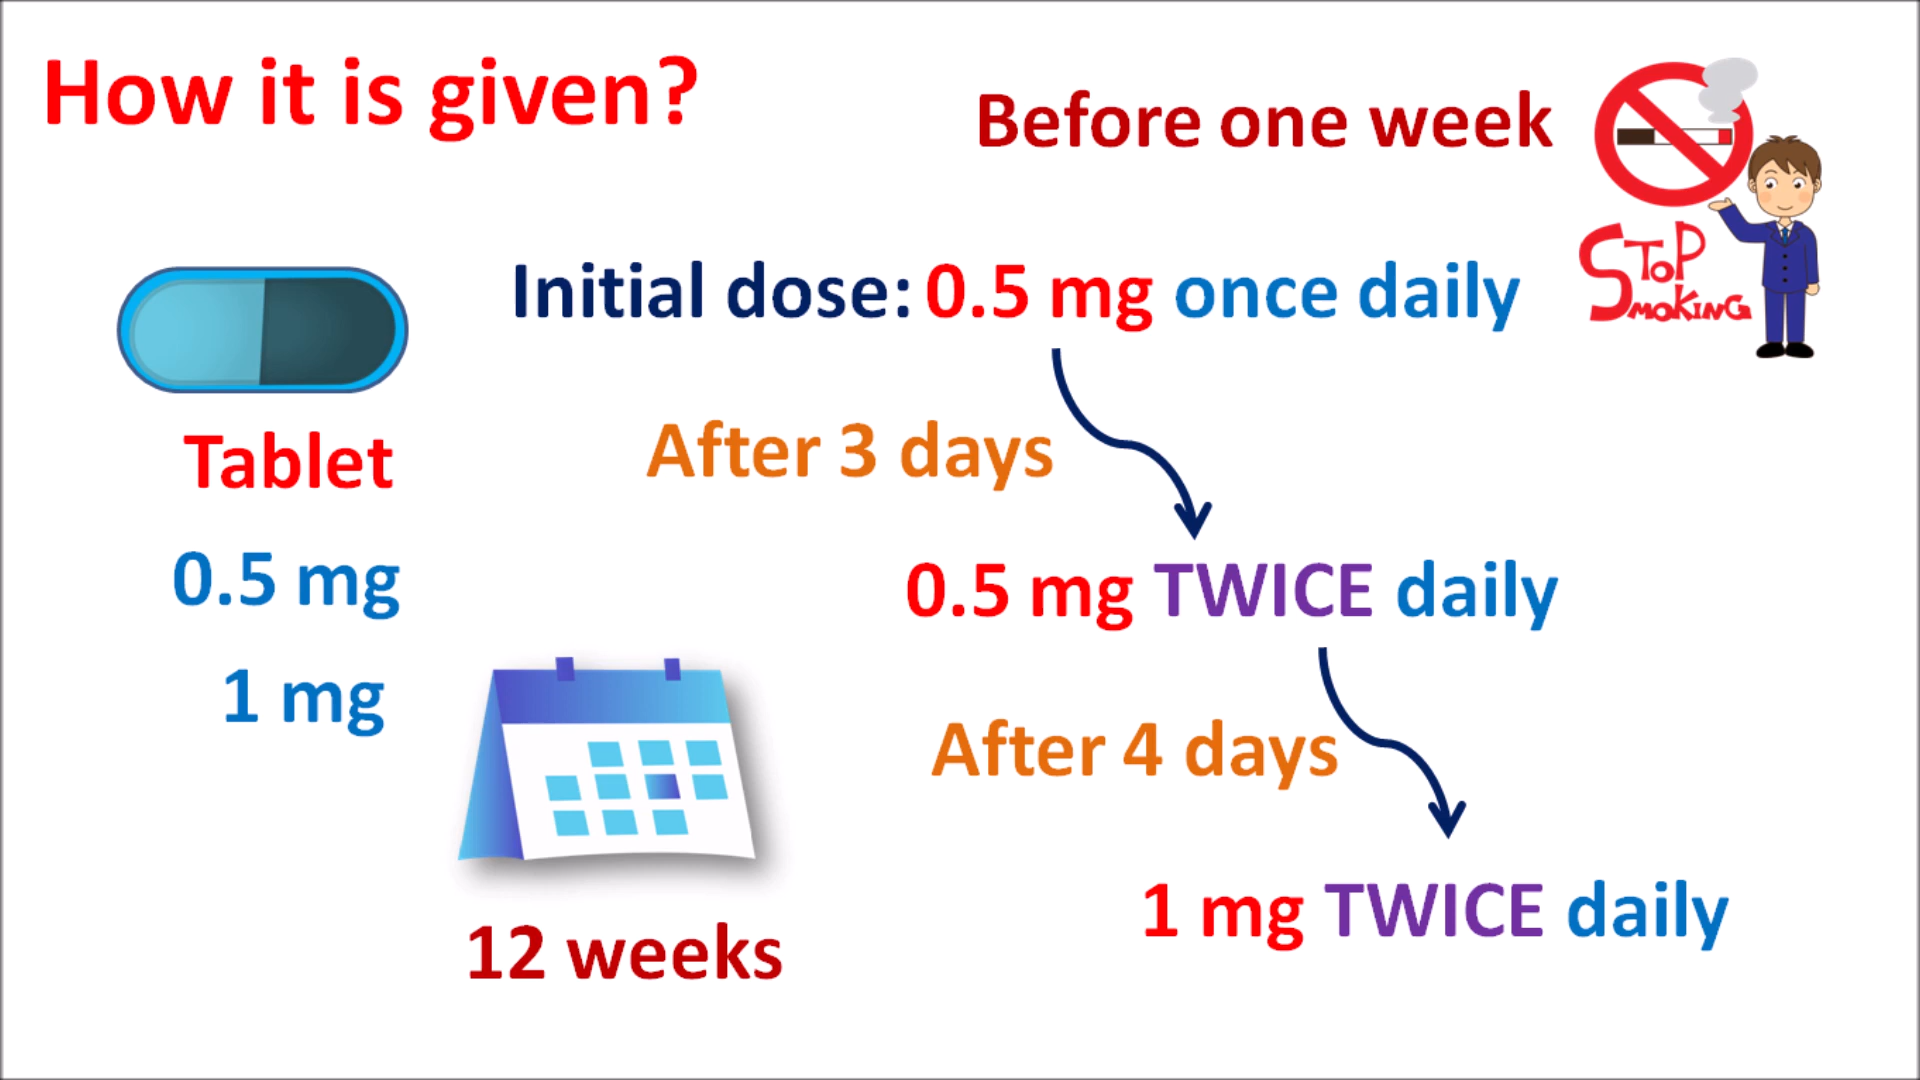 How it is given?
Before one week
STOP
SMOKING
Initial dose: 0.5 mg once daily
After 3 days
Tablet
0.5 mg
1 mg
0.5 mg TWICE daily
After 4 days
1 mg TWICE daily
12 weeks